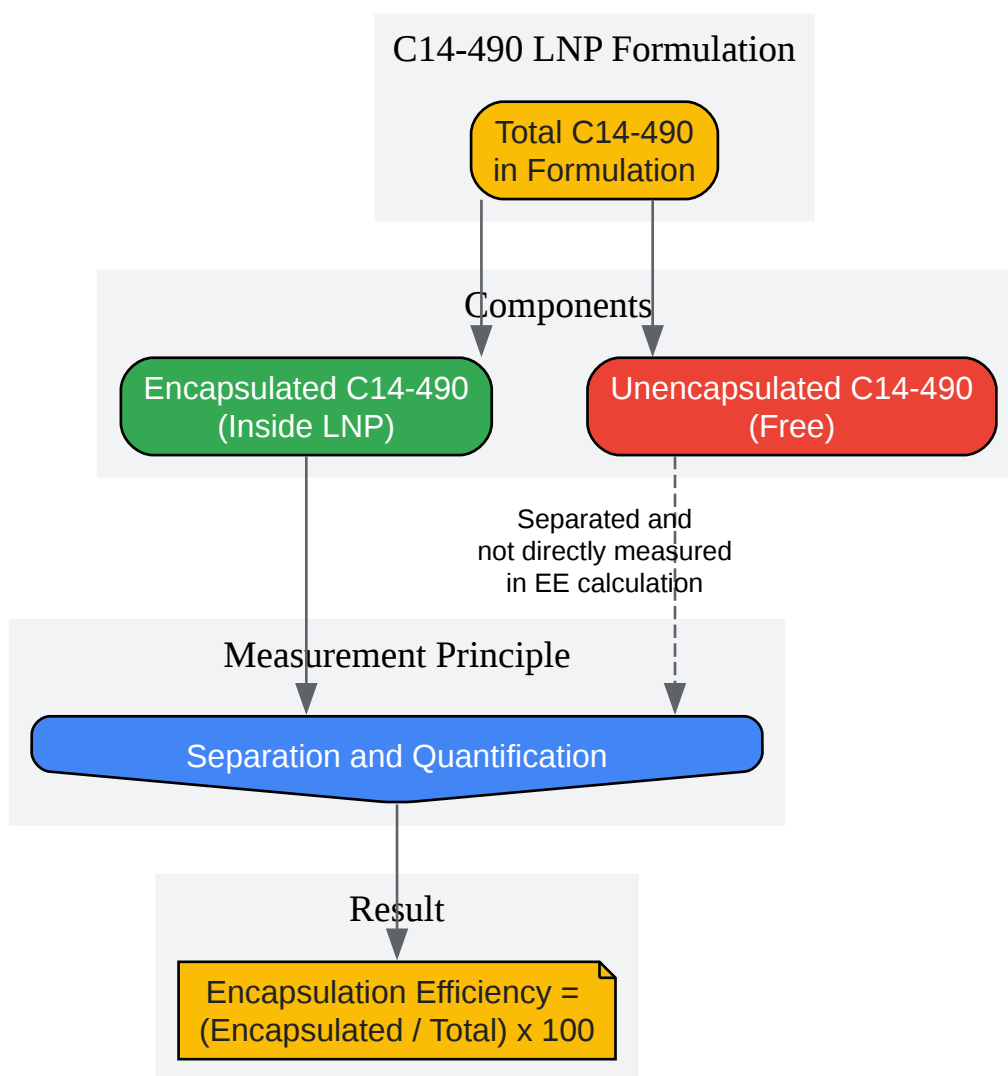 C14-490 LNP Formulation
Total C14-490
in Formulation
Components
Encapsulated C14-490
(Inside LNP)
Unencapsulated C14-490
(Free)
Separated and
not directly measured
in EE calculation
Measurement Principle
Separation and Quantification
Result
Encapsulation Efficiency =
(Encapsulated / Total) x 100